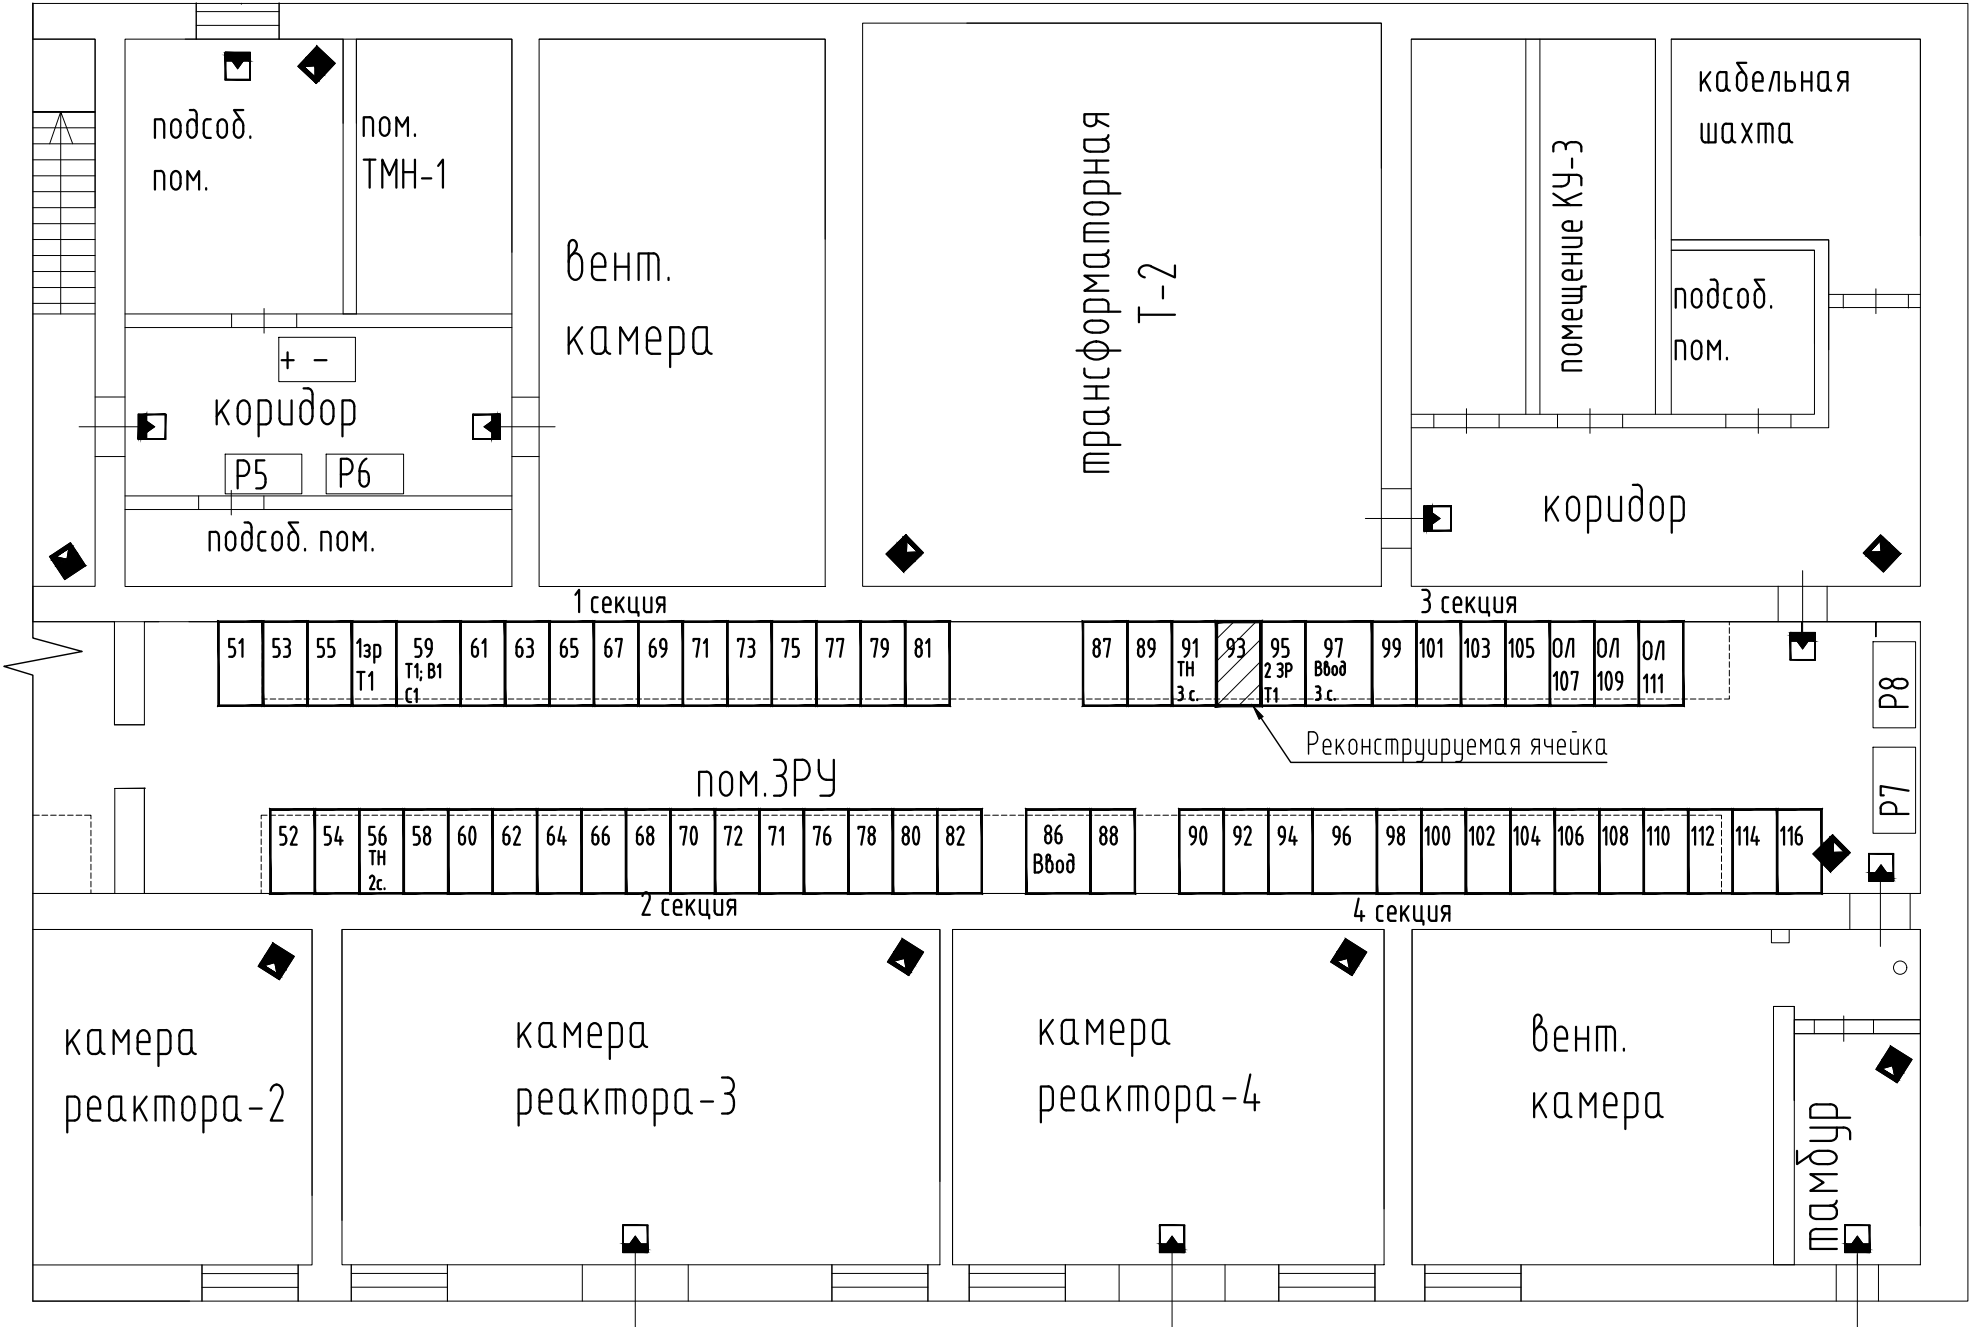 подсоб.
пом.
пом.
ТМН-1
вент.
камера
трансформаторная
Т-2
помещение КУ-3
кабельная
шахта
подсоб.
пом.
+ -
коридор
Р5
Р6
подсоб. пом.
коридор
1 секция
3 секция
51
53
55
1зр
Т1
59
Т1; В1
С1
61
63
65
67
69
71
73
75
77
79
81
87
89
91
ТН
3 с.
93
95
2 ЗР
Т1
97
Ввод
3 с.
99
101
103
105
ОЛ
107
ОЛ
109
ОЛ
111
Р8
Реконструируемая ячейка
пом.ЗРУ
Р7
52
54
56
ТН
2с.
58
60
62
64
66
68
70
72
71
76
78
80
82
86
Ввод
88
90
92
94
96
98
100
102
104
106
108
110
112
114
116
2 секция
4 секция
камера
реактора-2
камера
реактора-3
камера
реактора-4
вент.
камера
тамбур